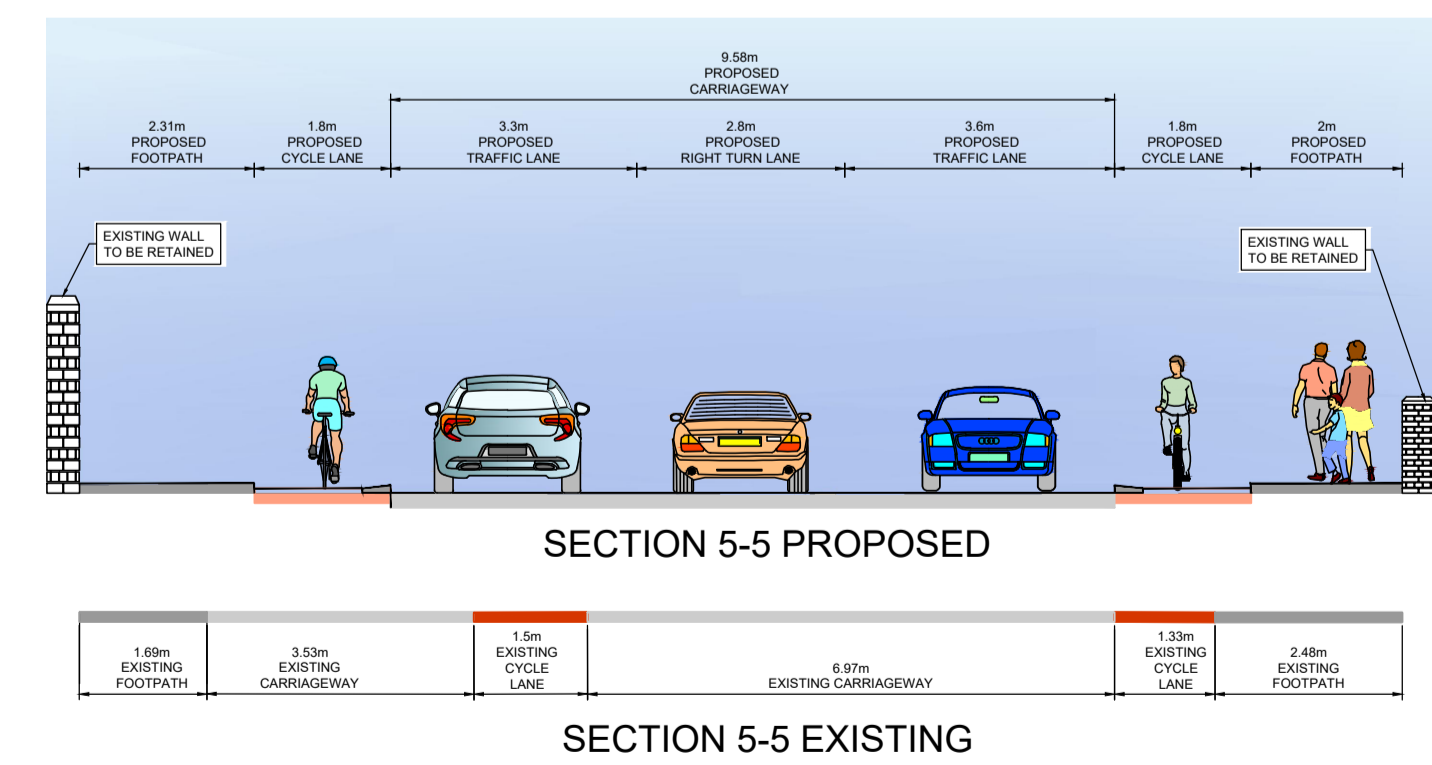 9.58m
PROPOSED
CARRIAGEWAY
2.31m
PROPOSED
FOOTPATH
1.8m
PROPOSED
CYCLE LANE
3.3m
PROPOSED
TRAFFIC LANE
2.8m
PROPOSED
RIGHT TURN LANE
3.6m
PROPOSED
TRAFFIC LANE
1.8m
PROPOSED
CYCLE LANE
2m
PROPOSED
FOOTPATH
EXISTING WALL
TO BE RETAINED
EXISTING WALL
TO BE RETAINED
SECTION 5-5 PROPOSED
1.69m
EXISTING
FOOTPATH
3.53m
EXISTING
CARRIAGEWAY
1.5m
EXISTING
CYCLE
LANE
6.97m
EXISTING CARRIAGEWAY
1.33m
EXISTING
CYCLE
LANE
2.48m
EXISTING
FOOTPATH
SECTION 5-5 EXISTING